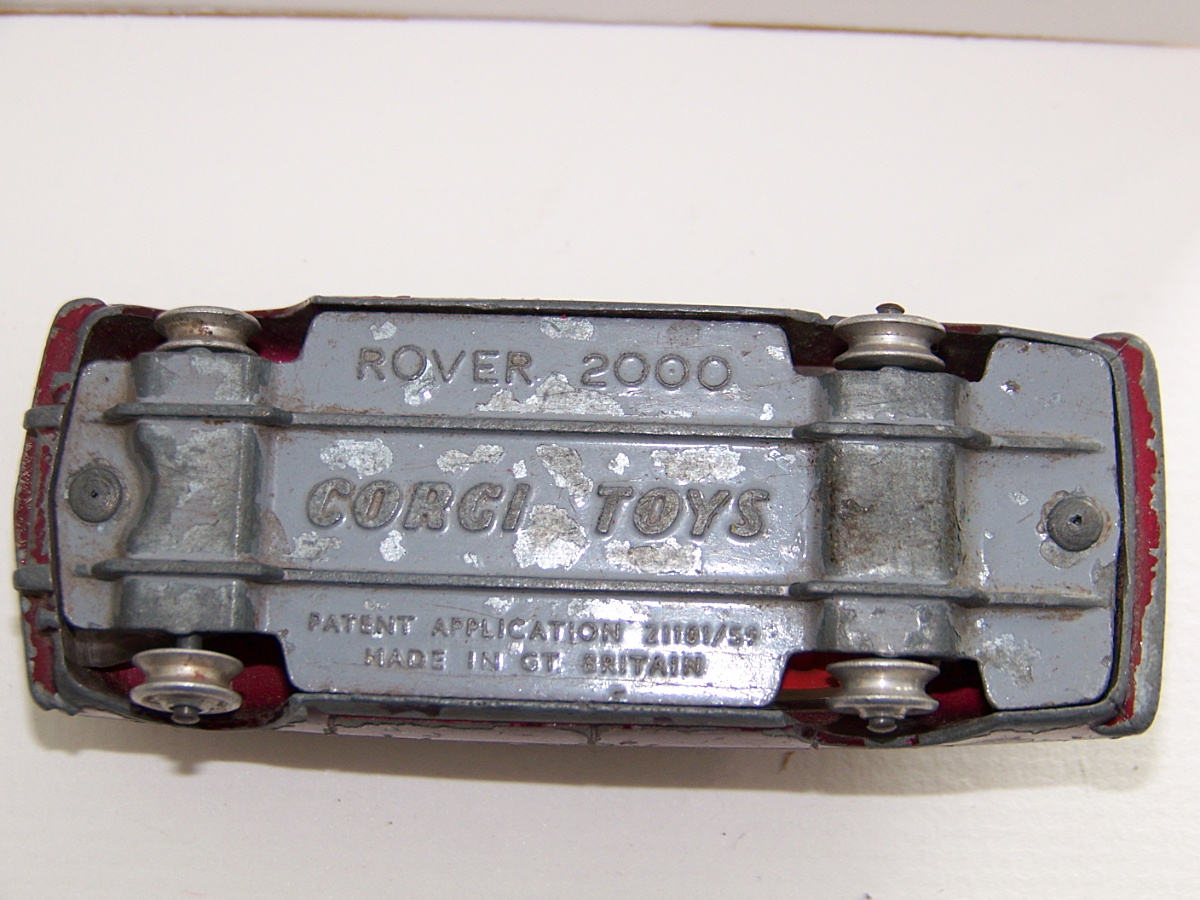 ROVER 2000
CORGI TOYS
PATENT APPLICATION 21181/59
MADE IN GT. BRITAIN